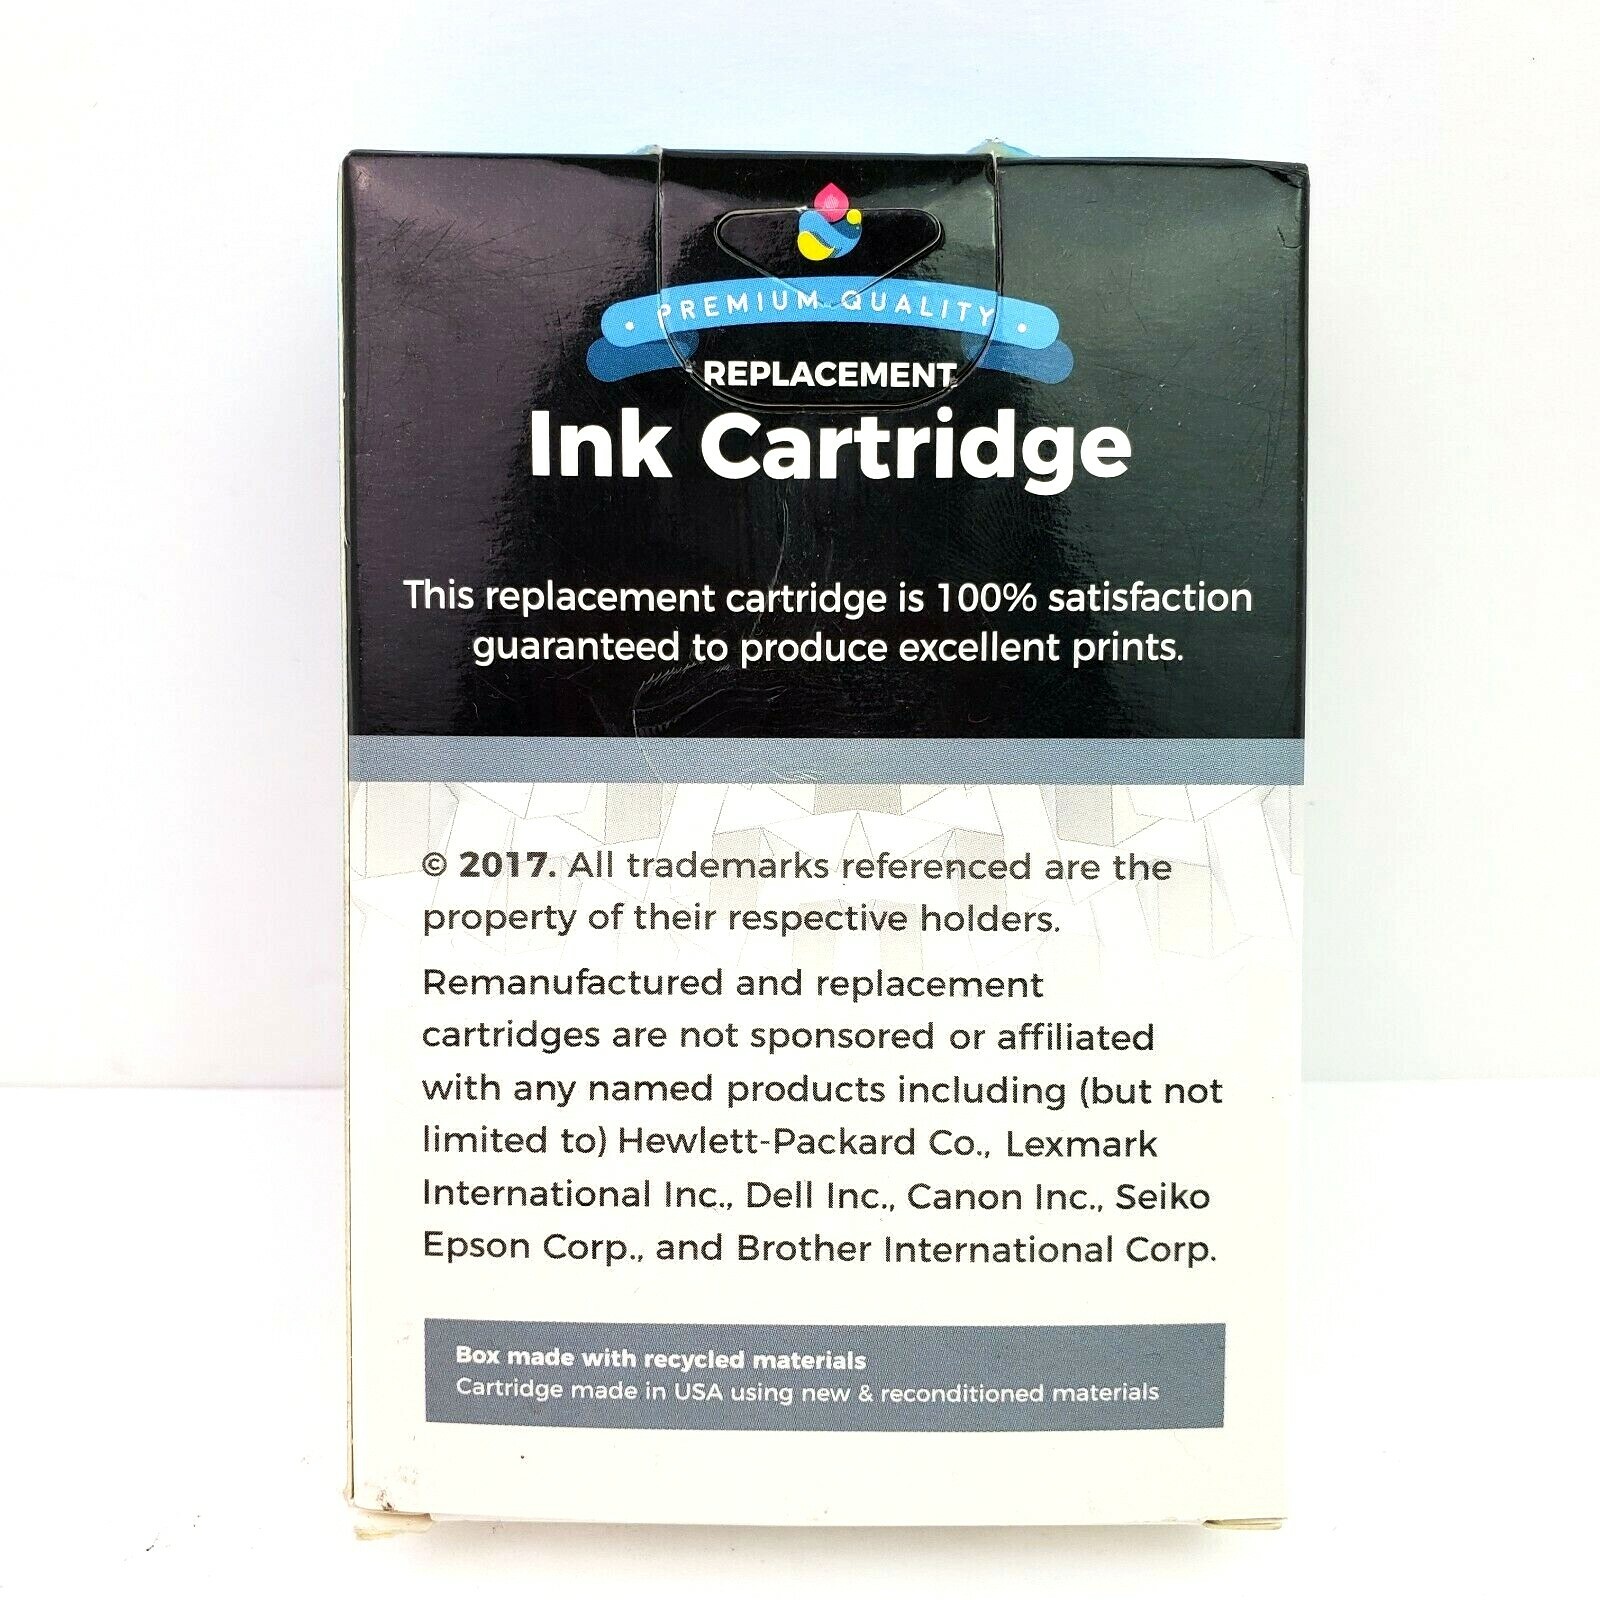 • PREMIUM QUALITY •
REPLACEMENT
Ink Cartridge
This replacement cartridge is 100% satisfaction
guaranteed to produce excellent prints.
© 2017. All trademarks referenced are the
property of their respective holders.
Remanufactured and replacement
cartridges are not sponsored or affiliated
with any named products including (but not
limited to) Hewlett-Packard Co., Lexmark
International Inc., Dell Inc., Canon Inc., Seiko
Epson Corp., and Brother International Corp.
Box made with recycled materials
Cartridge made in USA using new & reconditioned materials